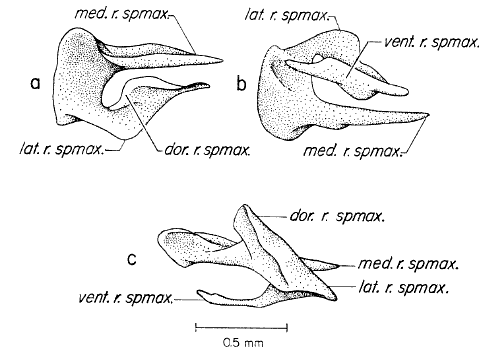 med. r. spmax.
lat. r. spmax.
vent. r. spmax.
a
b
lat. r. spmax.
dor. r. spmax.
med. r. spmax.
dor. r. spmax.
c
med. r. spmax.
lat. r. spmax.
vent. r. spmax.
0.5 mm